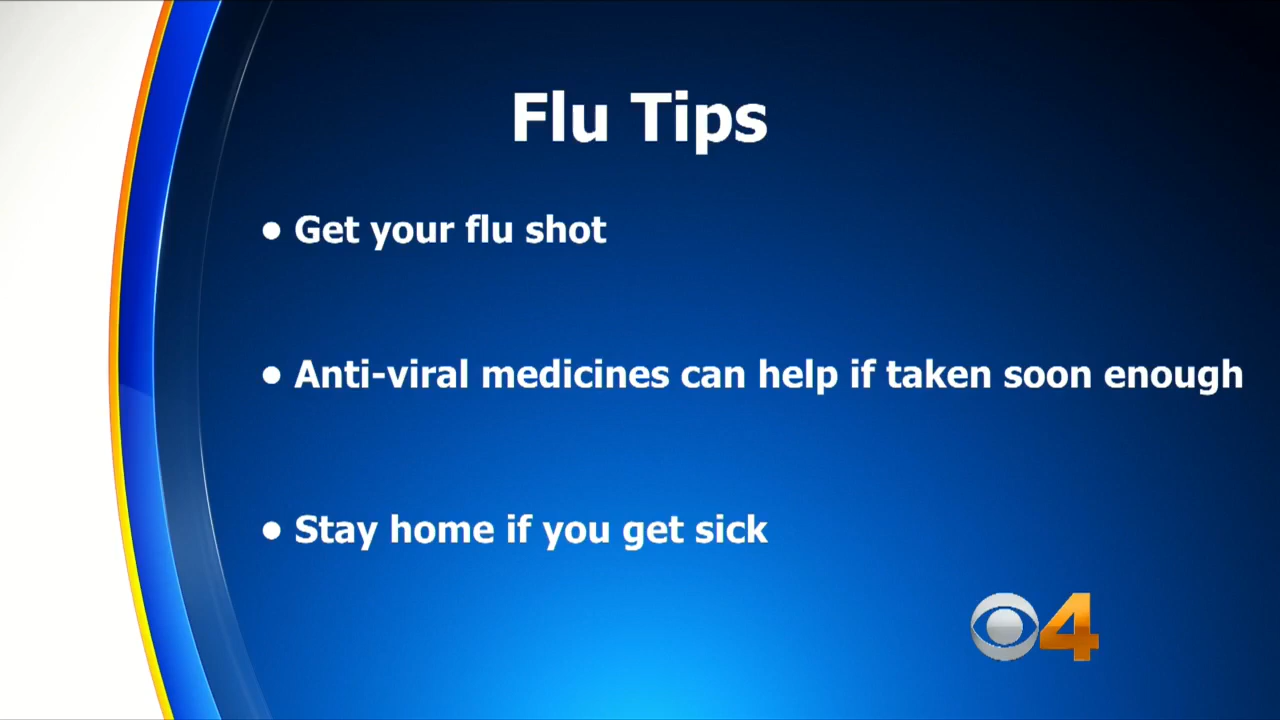 Flu Tips
• Get your flu shot
• Anti-viral medicines can help if taken soon enough
• Stay home if you get sick
4